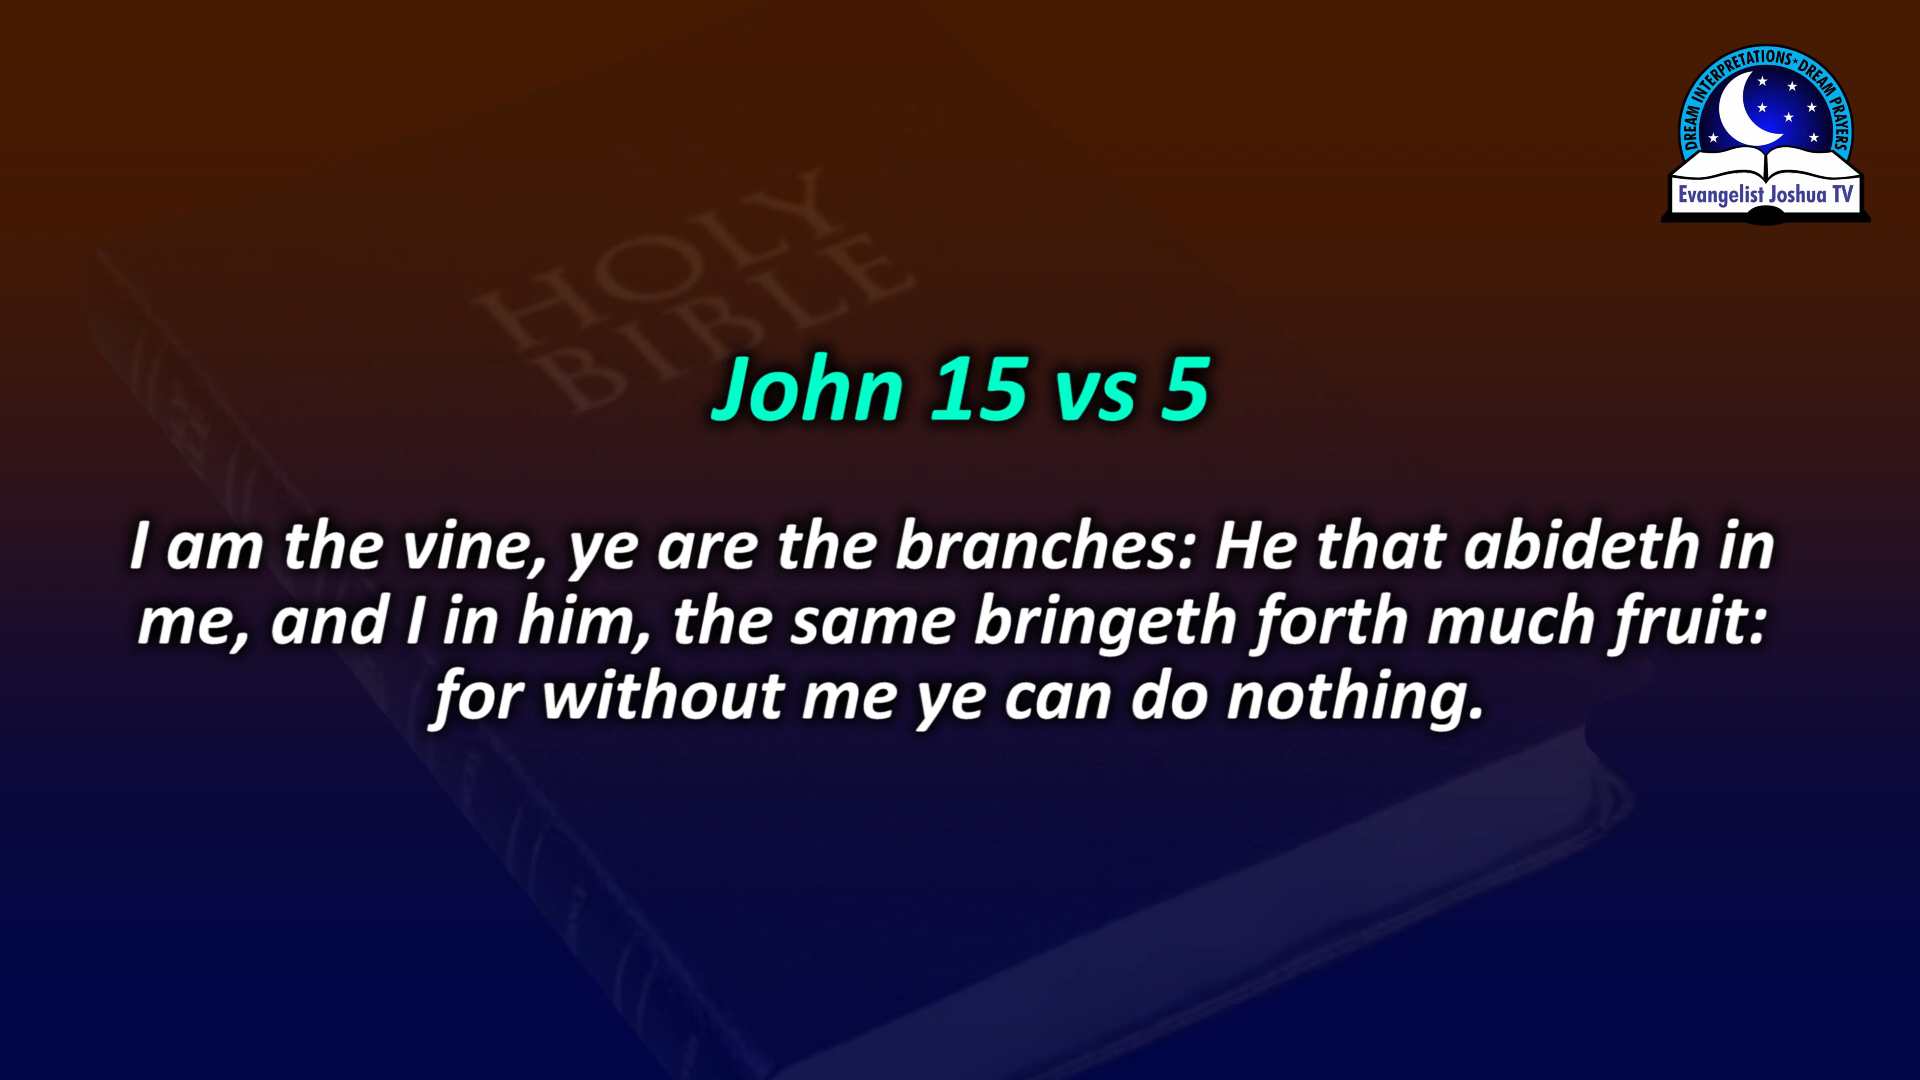 DREAM INTERPRETATIONS • DREAM PRAYERS
Evangelist Joshua TV
HOLY
BIBLE
John 15 vs 5
I am the vine, ye are the branches: He that abideth in
me, and I in him, the same bringeth forth much fruit:
for without me ye can do nothing.